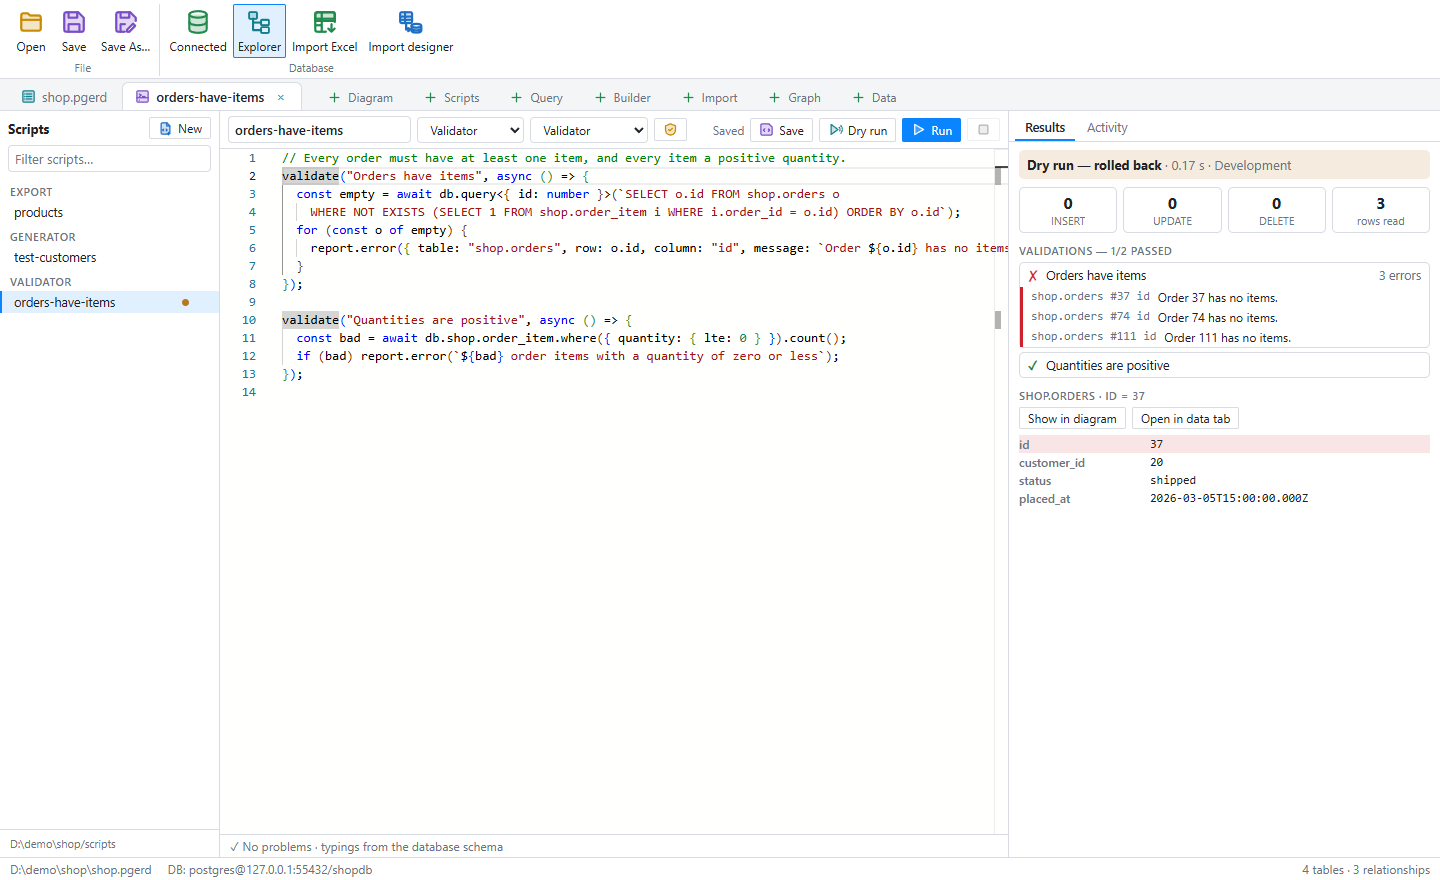 Open
Save
Save As...
Connected
Explorer
Import Excel
Import designer
File
Database
shop.pgerd
orders-have-items ×
+ Diagram
+ Scripts
+ Query
+ Builder
+ Import
+ Graph
+ Data
Scripts
New
Filter scripts...
EXPORT
products
GENERATOR
test-customers
VALIDATOR
orders-have-items
D:\demo\shop/scripts
orders-have-items
Validator
Validator
Saved
Save
Dry run
Run
1 // Every order must have at least one item, and every item a positive quantity.
2 validate("Orders have items", async () => {
3 const empty = await db.query<{ id: number }>(`SELECT o.id FROM shop.orders o
4 WHERE NOT EXISTS (SELECT 1 FROM shop.order_item i WHERE i.order_id = o.id) ORDER BY o.id`);
5 for (const o of empty) {
6 report.error({ table: "shop.orders", row: o.id, column: "id", message: `Order ${o.id} has no items
7 }
8 });
9
10 validate("Quantities are positive", async () => {
11 const bad = await db.shop.order_item.where({ quantity: { lte: 0 } }).count();
12 if (bad) report.error(`${bad} order items with a quantity of zero or less`);
13 });
14
✓ No problems · typings from the database schema
Results
Activity
Dry run — rolled back · 0.17 s · Development
0
INSERT
0
UPDATE
0
DELETE
3
rows read
VALIDATIONS — 1/2 PASSED
✗ Orders have items 3 errors
shop.orders #37 id Order 37 has no items.
shop.orders #74 id Order 74 has no items.
shop.orders #111 id Order 111 has no items.
✓ Quantities are positive
SHOP.ORDERS · ID = 37
Show in diagram
Open in data tab
id 37
customer_id 20
status shipped
placed_at 2026-03-05T15:00:00.000Z
D:\demo\shop\shop.pgerd
DB: postgres@127.0.0.1:55432/shopdb
4 tables · 3 relationships